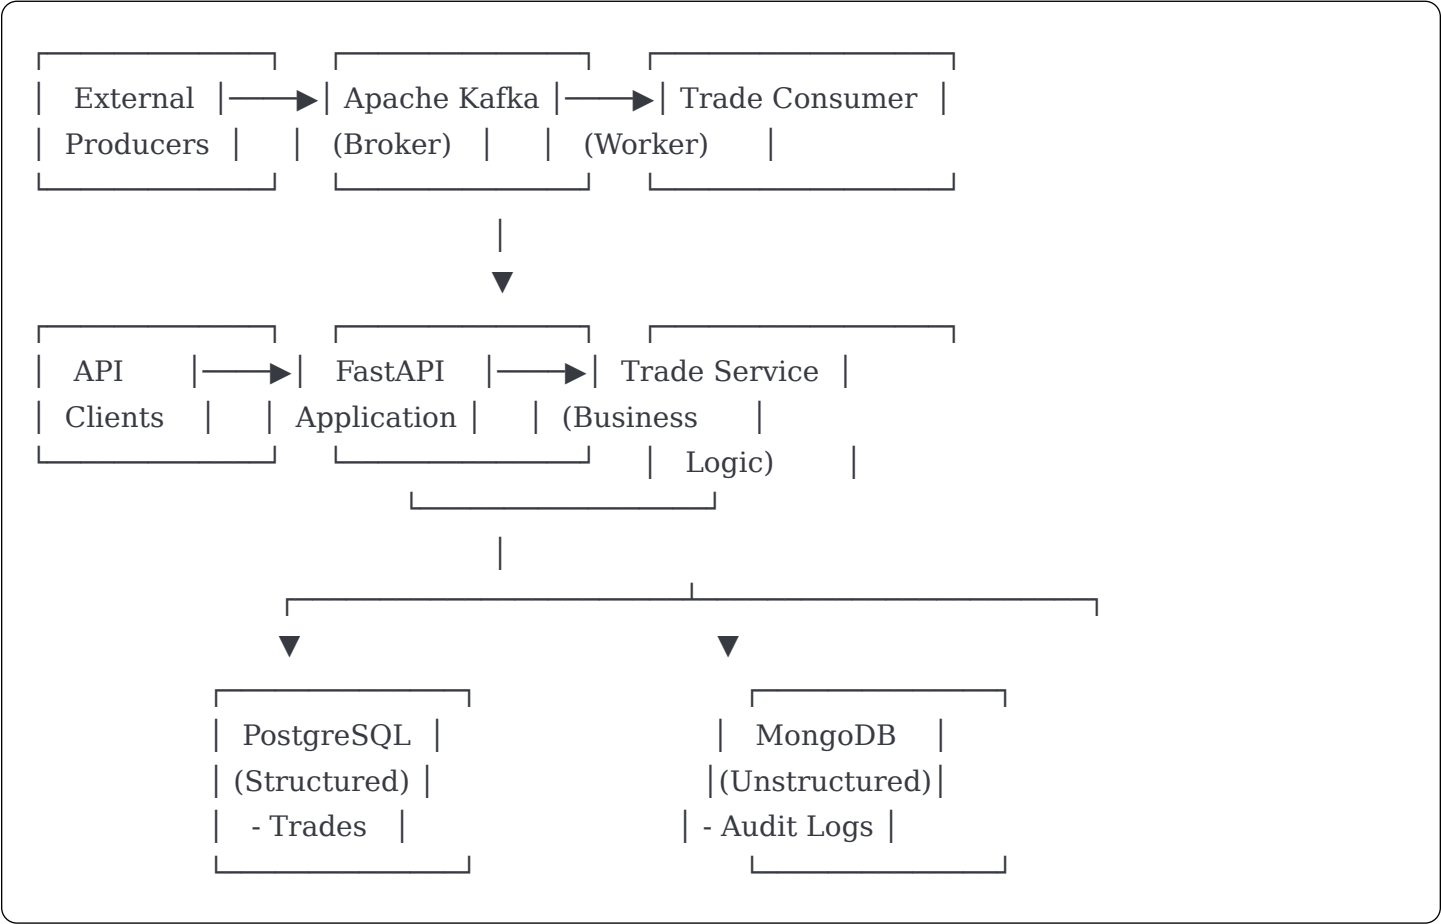 External Apache Kafka Trade Consumer
Producers (Broker) (Worker)
API FastAPI Trade Service
Clients Application (Business
Logic)
PostgreSQL MongoDB
(Structured) (Unstructured)
- Trades - Audit Logs